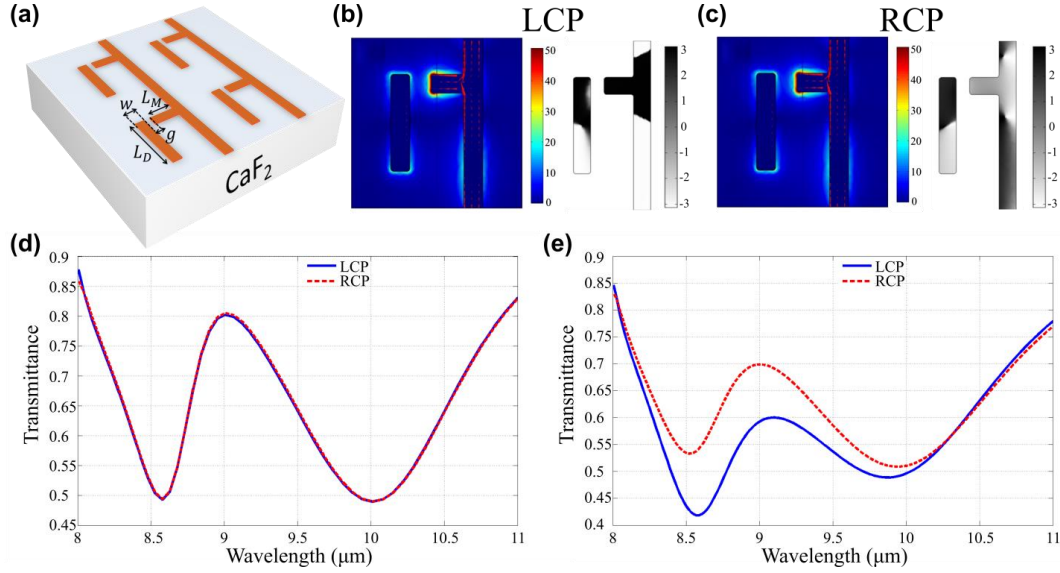 (a)
w
L_M
g
L_D
CaF₂
(b)
LCP
50
40
30
20
10
0
3
2
1
0
-1
-2
-3
(c)
RCP
50
40
30
20
10
0
3
2
1
0
-1
-2
-3
(d)
0.9
0.85
0.8
0.75
0.7
0.65
0.6
0.55
0.5
0.45
Transmittance
LCP
RCP
8 8.5 9 9.5 10 10.5 11
Wavelength (μm)
(e)
0.9
0.85
0.8
0.75
0.7
0.65
0.6
0.55
0.5
0.45
0.4
Transmittance
LCP
RCP
8 8.5 9 9.5 10 10.5 11
Wavelength (μm)